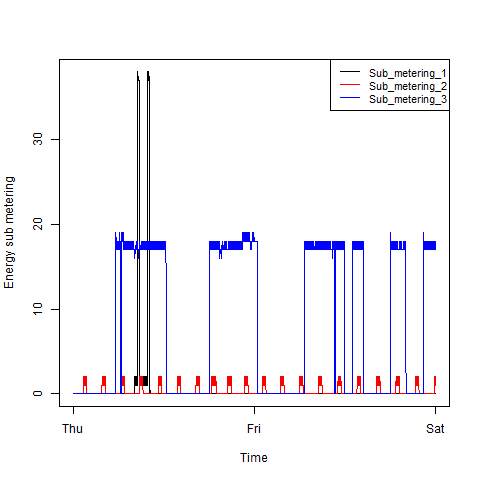 Sub_metering_1
Sub_metering_2
Sub_metering_3
30
20
10
0
Energy sub metering
Thu
Fri
Sat
Time